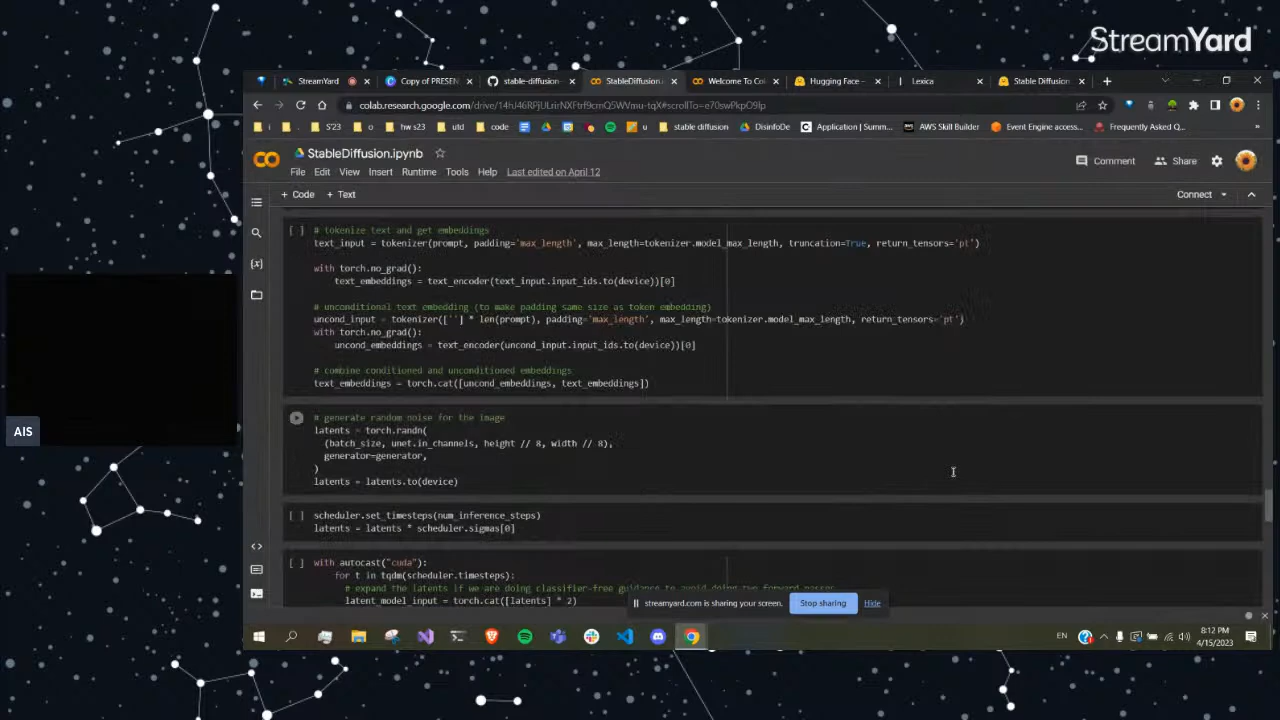 StreamYard
StreamYard
Copy of PRESEN
stable-diffusion
StableDiffusion.i
Welcome To Co
Hugging Face -
Lexica
Stable Diffusion
S'23
o
hw s23
utd
code
u
stable diffusion
DisinfoDe
Application | Summ...
AWS Skill Builder
Event Engine access...
Frequently Asked Q...
StableDiffusion.ipynb
Comment
Share
File Edit View Insert Runtime Tools Help Last edited on April 12
+ Code + Text
Connect
[ ] # tokenize text and get embeddings
text_input = tokenizer(prompt, padding='max_length', max_length=tokenizer.model_max_length, truncation=True, return_tensors='pt')
with torch.no_grad():
text_embeddings = text_encoder(text_input.input_ids.to(device))[0]
# unconditional text embedding (to make padding same size as token embedding)
uncond_input = tokenizer([''] * len(prompt), padding='max_length', max_length=tokenizer.model_max_length, return_tensors='pt')
with torch.no_grad():
uncond_embeddings = text_encoder(uncond_input.input_ids.to(device))[0]
# combine conditioned and unconditioned embeddings
text_embeddings = torch.cat([uncond_embeddings, text_embeddings])
# generate random noise for the image
latents = torch.randn(
(batch_size, unet.in_channels, height // 8, width // 8),
generator=generator,
)
latents = latents.to(device)
[ ] scheduler.set_timesteps(num_inference_steps)
latents = latents * scheduler.sigmas[0]
[ ] with autocast("cuda"):
for t in tqdm(scheduler.timesteps):
# expand the latents if we are doing classifier-free guidance to avoid doing two forward passes.
latent_model_input = torch.cat([latents] * 2)
streamyard.com is sharing your screen.
Stop sharing
Hide
AIS
EN
8:12 PM
4/15/2023